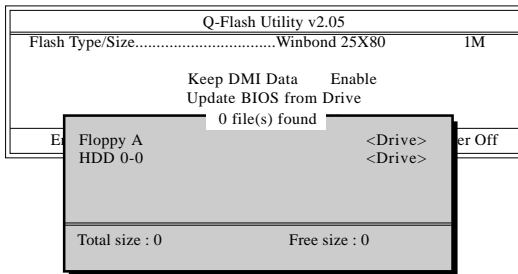 Q-Flash Utility v2.05
Flash Type/Size.................................Winbond 25X80 1M
Keep DMI Data Enable
Update BIOS from Drive
0 file(s) found
Floppy A <Drive>
HDD 0-0 <Drive>
Off
Total size : 0 Free size : 0